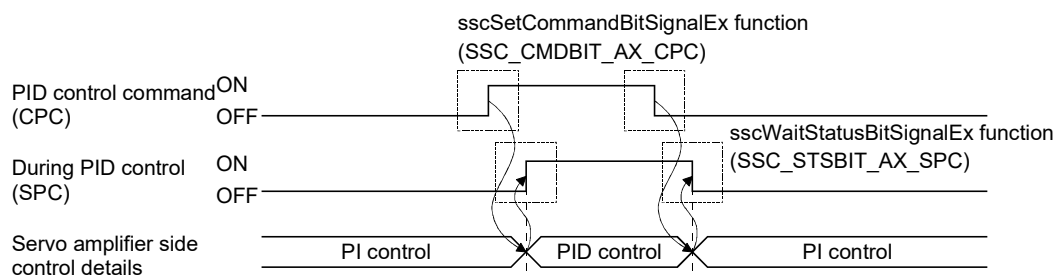 sscSetCommandBitSignalEx function
(SSC_CMDBIT_AX_CPC)
PID control command
(CPC)
ON
OFF
sscWaitStatusBitSignalEx function
(SSC_STSBIT_AX_SPC)
During PID control
(SPC)
ON
OFF
Servo amplifier side
control details
PI control
PID control
PI control